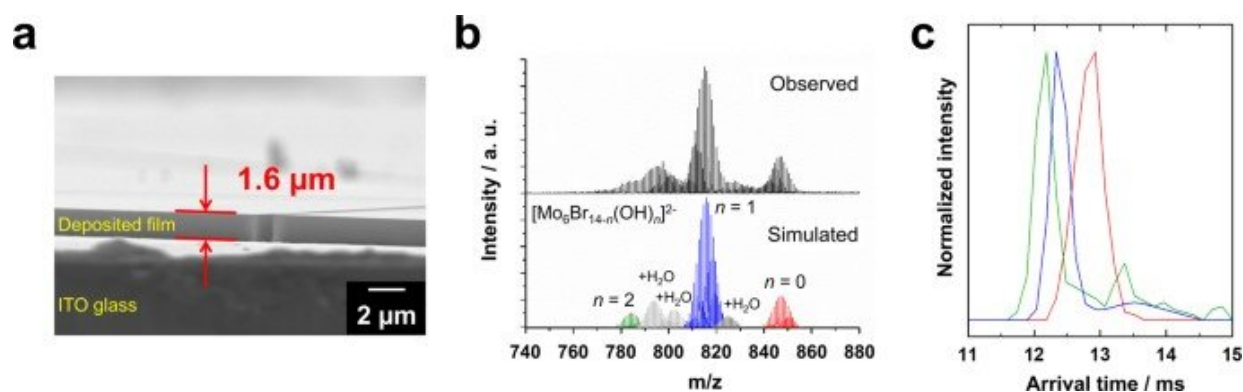 a
1.6 µm
Deposited film
ITO glass
2 µm
b
Intensity / a. u.
Observed
[Mo6Br14-n(OH)n]2-
n = 1
Simulated
+H2O
+H2O
+H2O
n = 2
n = 0
740 760 780 800 820 840 860 880
m/z
c
Normalized intensity
11 12 13 14 15
Arrival time / ms